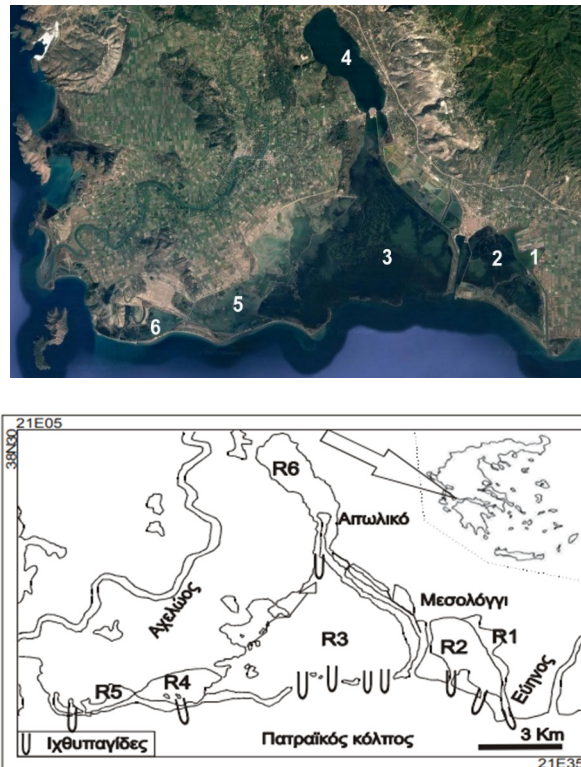 4
3
2
1
5
6
21E05
38N30
R6
Αιτωλικό
Αχελώος
Μεσολόγγι
R3
R1
R2
R4
R5
Εύηνος
Ιχθυπαγίδες
Πατραϊκός κόλπος
3 Km
21E35